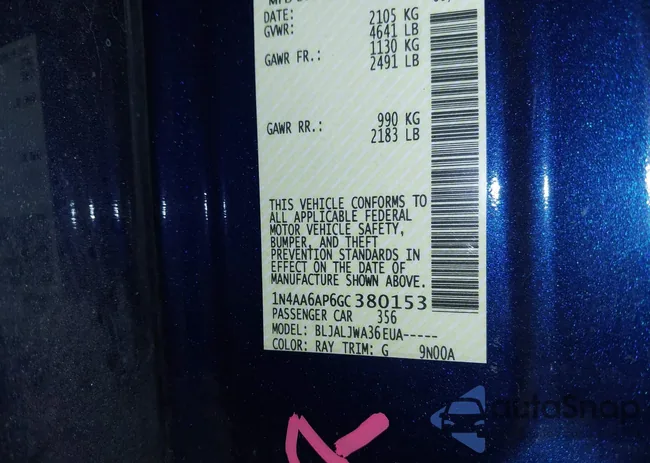 DATE: 2105 KG
GVWR: 4641 LB
GAWR FR.: 1130 KG
2491 LB
GAWR RR.: 990 KG
2183 LB
THIS VEHICLE CONFORMS TO
ALL APPLICABLE FEDERAL
MOTOR VEHICLE SAFETY,
BUMPER, AND THEFT
PREVENTION STANDARDS IN
EFFECT ON THE DATE OF
MANUFACTURE SHOWN ABOVE.
1N4AA6AP6GC380153
PASSENGER CAR 356
MODEL: BLJALJWA36EUA-----
COLOR: RAY TRIM: G 9N00A
autoSnap